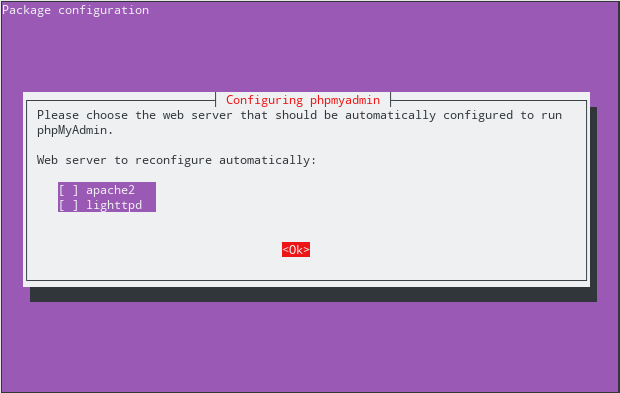 Package configuration
Configuring phpmyadmin
Please choose the web server that should be automatically configured to run
phpMyAdmin.
Web server to reconfigure automatically:
[ ] apache2
[ ] lighttpd
<Ok>